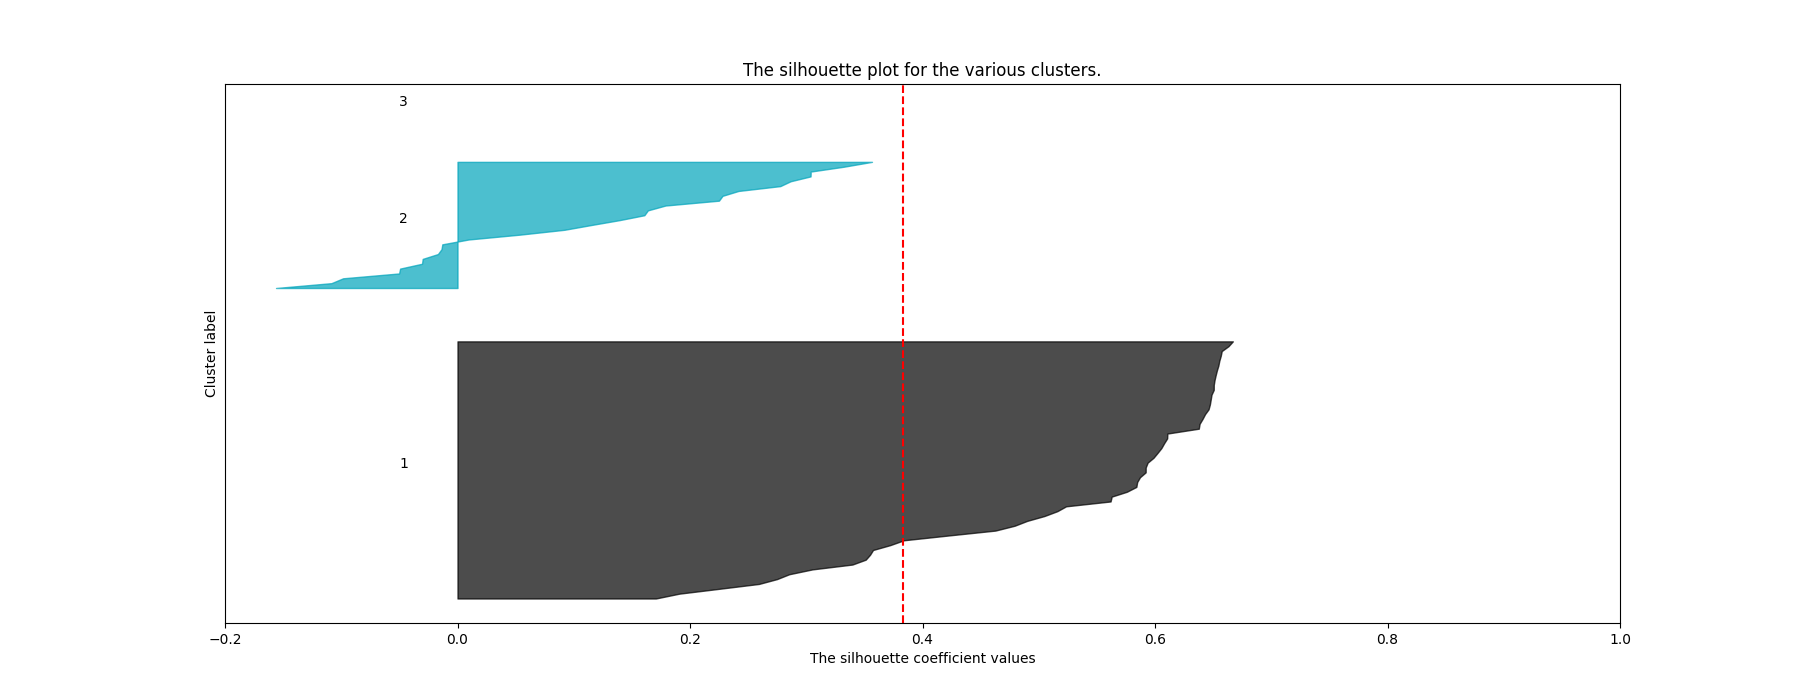 The silhouette plot for the various clusters.
3
2
1
Cluster label
−0.2 0.0 0.2 0.4 0.6 0.8 1.0
The silhouette coefficient values